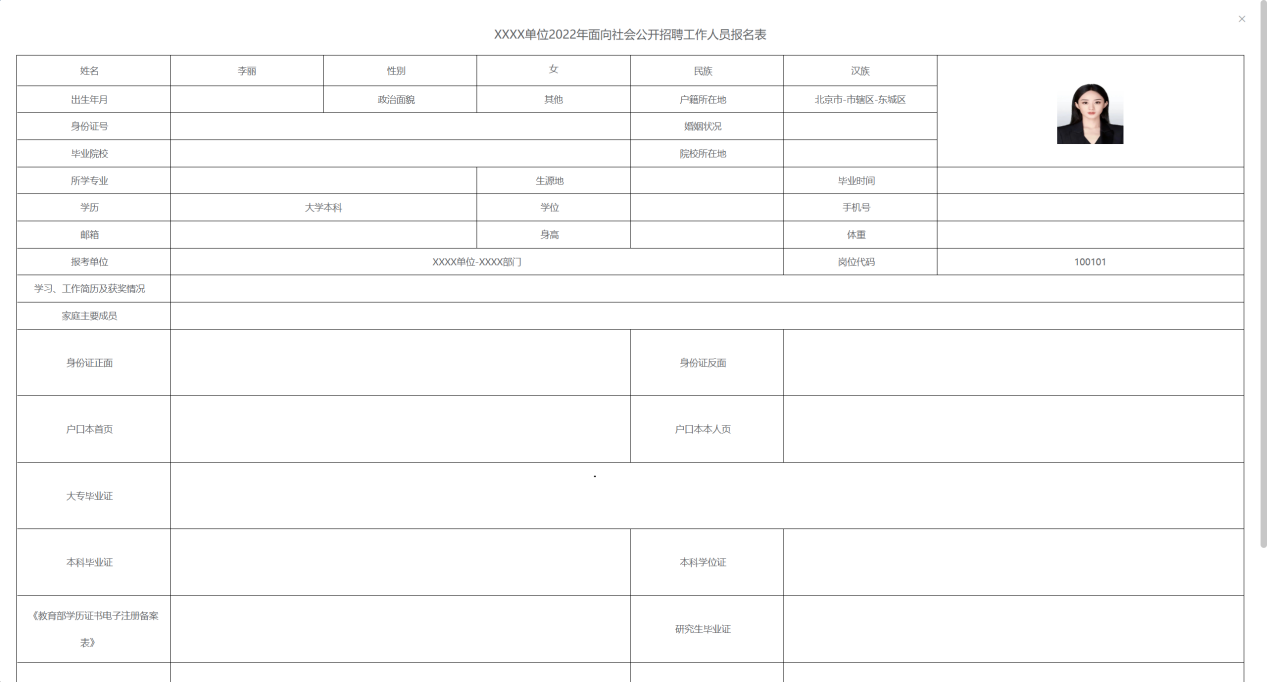 XXXX单位2022年面向社会公开招聘工作人员报名表
姓名 李丽 性别 女 民族 汉族
出生年月 政治面貌 其他 户籍所在地 北京市-市辖区-东城区
身份证号 婚姻状况
毕业院校 院校所在地
所学专业 生源地 毕业时间
学历 大学本科 学位 手机号
邮箱 身高 体重
报考单位 XXXX单位-XXXX部门 岗位代码 100101
学习、工作简历及获奖情况
家庭主要成员
身份证正面 身份证反面
户口本首页 户口本本人页
大专毕业证
本科毕业证 本科学位证
《教育部学历证书电子注册备案
表》 研究生毕业证